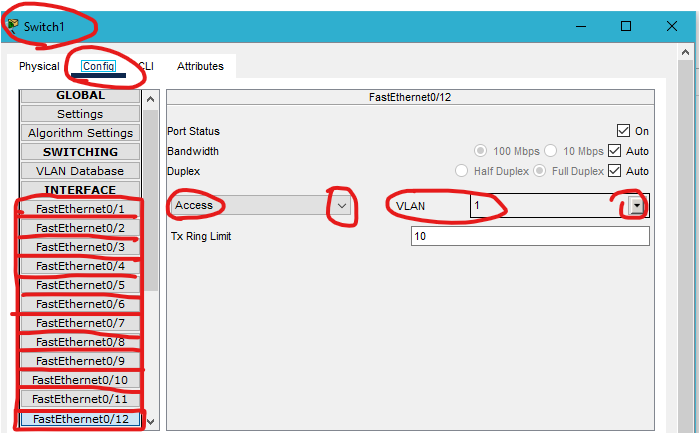 Switch1
Physical Config CLI Attributes
GLOBAL
Settings
Algorithm Settings
SWITCHING
VLAN Database
INTERFACE
FastEthernet0/1
FastEthernet0/2
FastEthernet0/3
FastEthernet0/4
FastEthernet0/5
FastEthernet0/6
FastEthernet0/7
FastEthernet0/8
FastEthernet0/9
FastEthernet0/10
FastEthernet0/11
FastEthernet0/12
FastEthernet0/12
Port Status On
Bandwidth 100 Mbps 10 Mbps Auto
Duplex Half Duplex Full Duplex Auto
Access VLAN 1
Tx Ring Limit 10